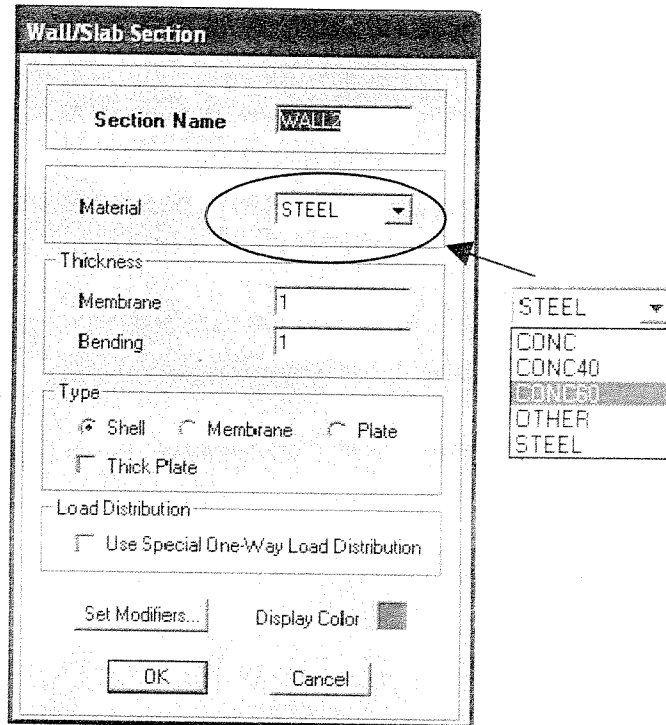 Wall/Slab Section
Section Name WALL2
Material STEEL
Thickness
Membrane 1
Bending 1
Type
Shell Membrane Plate
Thick Plate
Load Distribution
Use Special One-Way Load Distribution
Set Modifiers... Display Color
OK Cancel
STEEL
CONC
CONC40
CONC60
OTHER
STEEL